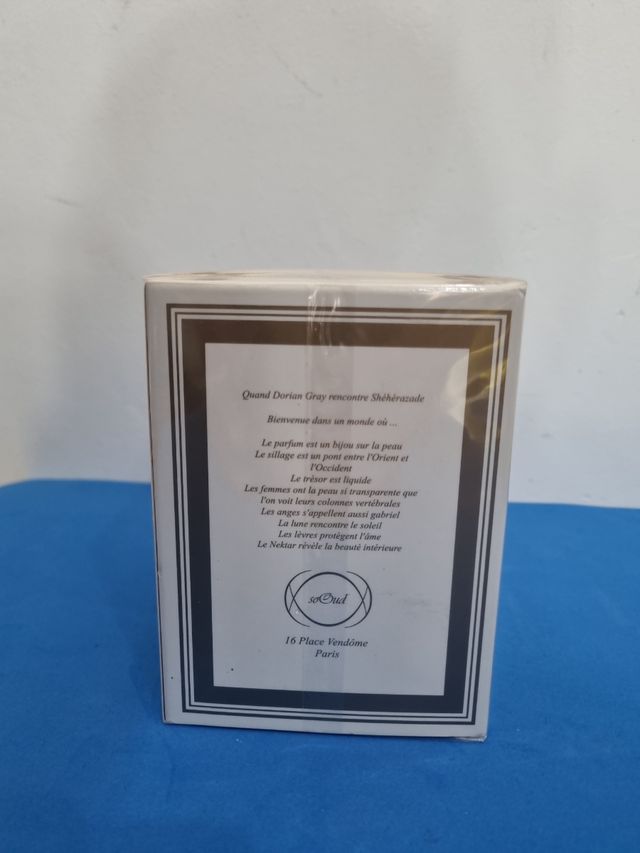 Quand Dorian Gray rencontre Shéhérazade
Bienvenue dans un monde où ...
Le parfum est un bijou sur la peau
Le sillage est un pont entre l'Orient et
l'Occident
Le trésor est liquide
Les femmes ont la peau si transparente que
l'on voit leurs colonnes vertébrales
Les anges s'appellent aussi gabriel
La lune rencontre le soleil
Les lèvres protègent l'âme
Le Nektar révèle la beauté intérieure
soOud
16 Place Vendôme
Paris